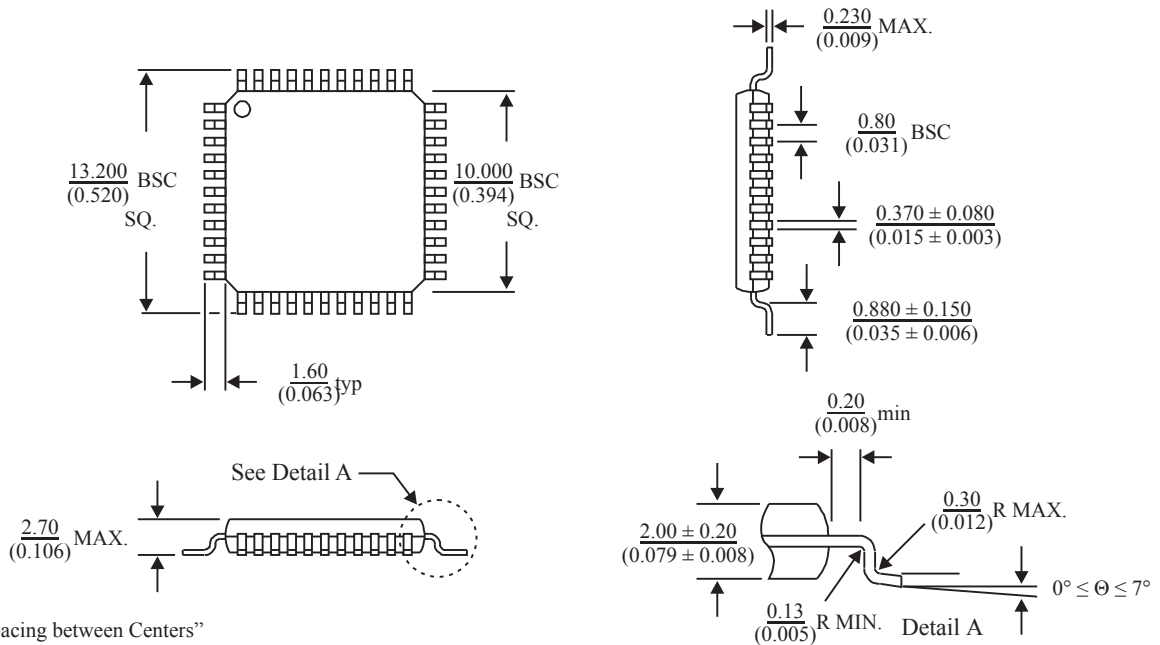 0.230
(0.009) MAX.
13.200
(0.520) BSC
SQ.
10.000
(0.394) BSC
SQ.
0.80
(0.031) BSC
0.370 ± 0.080
(0.015 ± 0.003)
0.880 ± 0.150
(0.035 ± 0.006)
1.60
(0.063) typ
0.20
(0.008) min
See Detail A
2.70
(0.106) MAX.
2.00 ± 0.20
(0.079 ± 0.008)
0.30
(0.012) R MAX.
0° ≤ Θ ≤ 7°
0.13
(0.005) R MIN.
Detail A
between Centers”